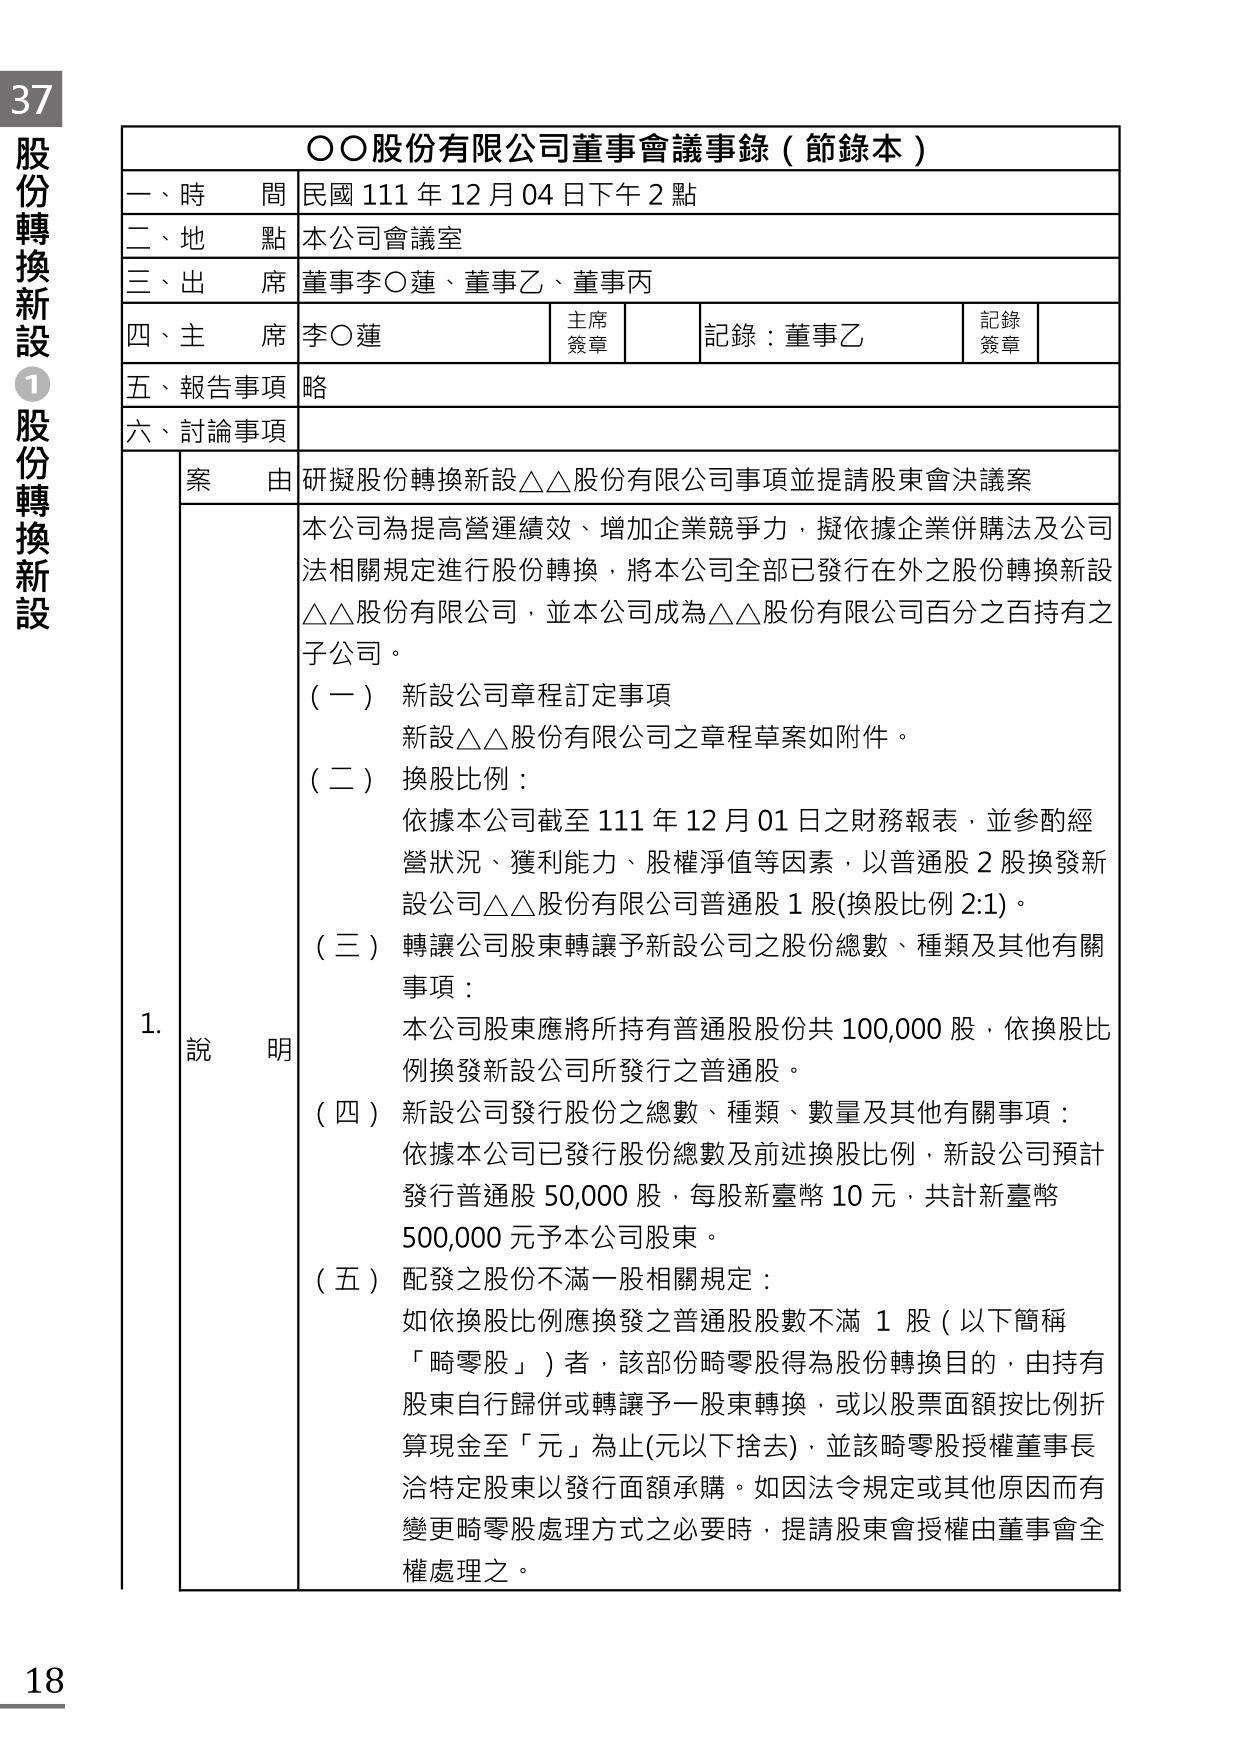 37
股份轉換新設❶股份轉換新設
○○股份有限公司董事會議事錄（節錄本）
一、時 間 民國 111 年 12 月 04 日下午 2 點
二、地 點 本公司會議室
三、出 席 董事李○蓮、董事乙、董事丙
四、主 席 李○蓮 主席簽章 記錄：董事乙 記錄簽章
五、報告事項 略
六、討論事項
1.
案 由 研擬股份轉換新設△△股份有限公司事項並提請股東會決議案
說 明
本公司為提高營運績效、增加企業競爭力，擬依據企業併購法及公司
法相關規定進行股份轉換，將本公司全部已發行在外之股份轉換新設
△△股份有限公司，並本公司成為△△股份有限公司百分之百持有之
子公司。
（一） 新設公司章程訂定事項
新設△△股份有限公司之章程草案如附件。
（二） 換股比例：
依據本公司截至 111 年 12 月 01 日之財務報表，並參酌經
營狀況、獲利能力、股權淨值等因素，以普通股 2 股換發新
設公司△△股份有限公司普通股 1 股(換股比例 2:1)。
（三） 轉讓公司股東轉讓予新設公司之股份總數、種類及其他有關
事項：
本公司股東應將所持有普通股股份共 100,000 股，依換股比
例換發新設公司所發行之普通股。
（四） 新設公司發行股份之總數、種類、數量及其他有關事項：
依據本公司已發行股份總數及前述換股比例，新設公司預計
發行普通股 50,000 股，每股新臺幣 10 元，共計新臺幣
500,000 元予本公司股東。
（五） 配發之股份不滿一股相關規定：
如依換股比例應換發之普通股股數不滿 1 股（以下簡稱
「畸零股」）者，該部份畸零股得為股份轉換目的，由持有
股東自行歸併或轉讓予一股東轉換，或以股票面額按比例折
算現金至「元」為止(元以下捨去)，並該畸零股授權董事長
洽特定股東以發行面額承購。如因法令規定或其他原因而有
變更畸零股處理方式之必要時，提請股東會授權由董事會全
權處理之。
18